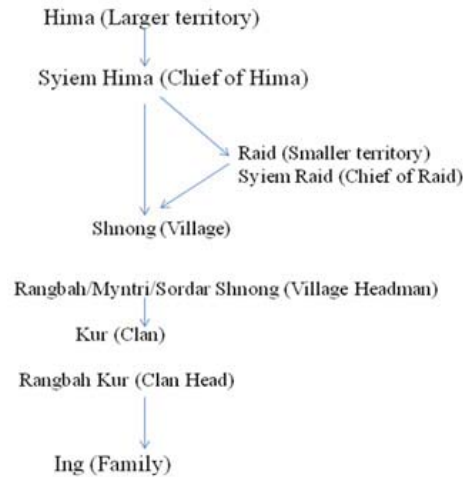 Hima (Larger territory)
Syiem Hima (Chief of Hima)
Raid (Smaller territory)
Syiem Raid (Chief of Raid)
Shnong (Village)
Rangbah/Myntri/Sordar Shnong (Village Headman)
Kur (Clan)
Rangbah Kur (Clan Head)
Ing (Family)